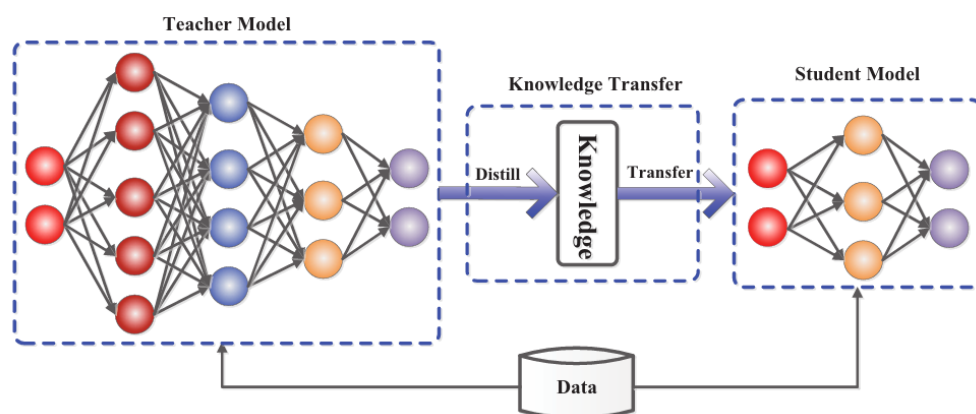 Teacher Model
Knowledge Transfer
Student Model
Distill
Knowledge
Transfer
Data